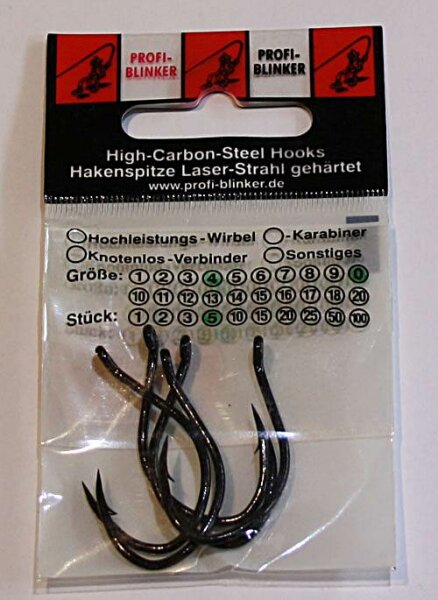 PROFI-
BLINKER
PROFI-
BLINKER
High-Carbon-Steel Hooks
Hakenspitze Laser-Strahl gehärtet
www.profi-blinker.de
Hochleistungs-Wirbel -Karabiner
Knotenlos-Verbinder Sonstiges
Größe: 1 2 3 4 5 6 7 8 9 0
10 11 12 13 14 15 16 17 18 20
Stück: 1 2 3 5 10 15 20 25 50 100